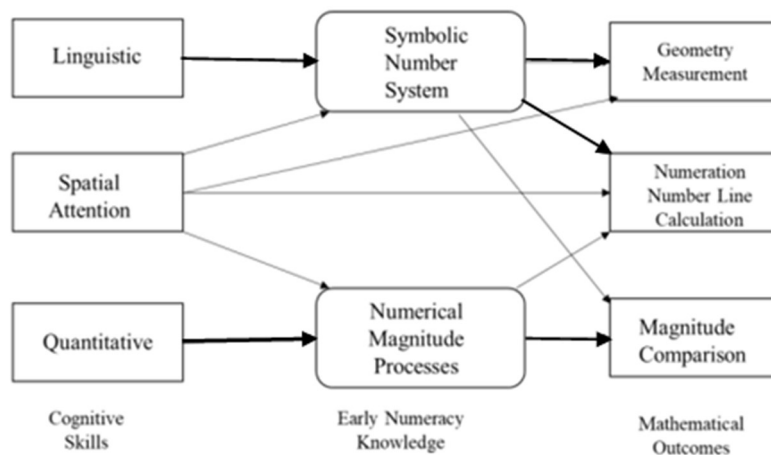 Linguistic
Symbolic
Number
System
Geometry
Measurement
Spatial
Attention
Numeration
Number Line
Calculation
Quantitative
Numerical
Magnitude
Processes
Magnitude
Comparison
Cognitive
Skills
Early Numeracy
Knowledge
Mathematical
Outcomes